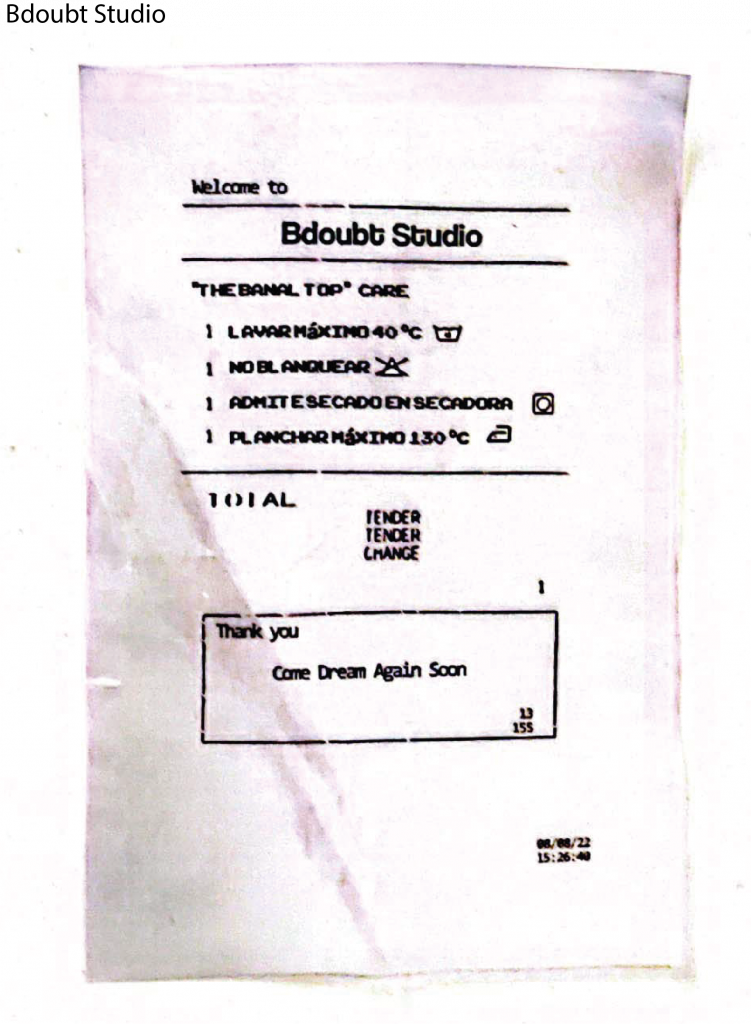 Bdoubt Studio
Welcome to
Bdoubt Studio
"THE BANAL TOP" CARE
1 LAVAR MáXIMO 40 ºC
1 NO BLANQUEAR
1 ADMITE SECADO EN SECADORA
1 PLANCHAR MáXIMO 130 ºC
TOTAL
TENDER
TENDER
CHANGE
1
Thank you
Come Dream Again Soon
13
155
08/08/22
15:26:40